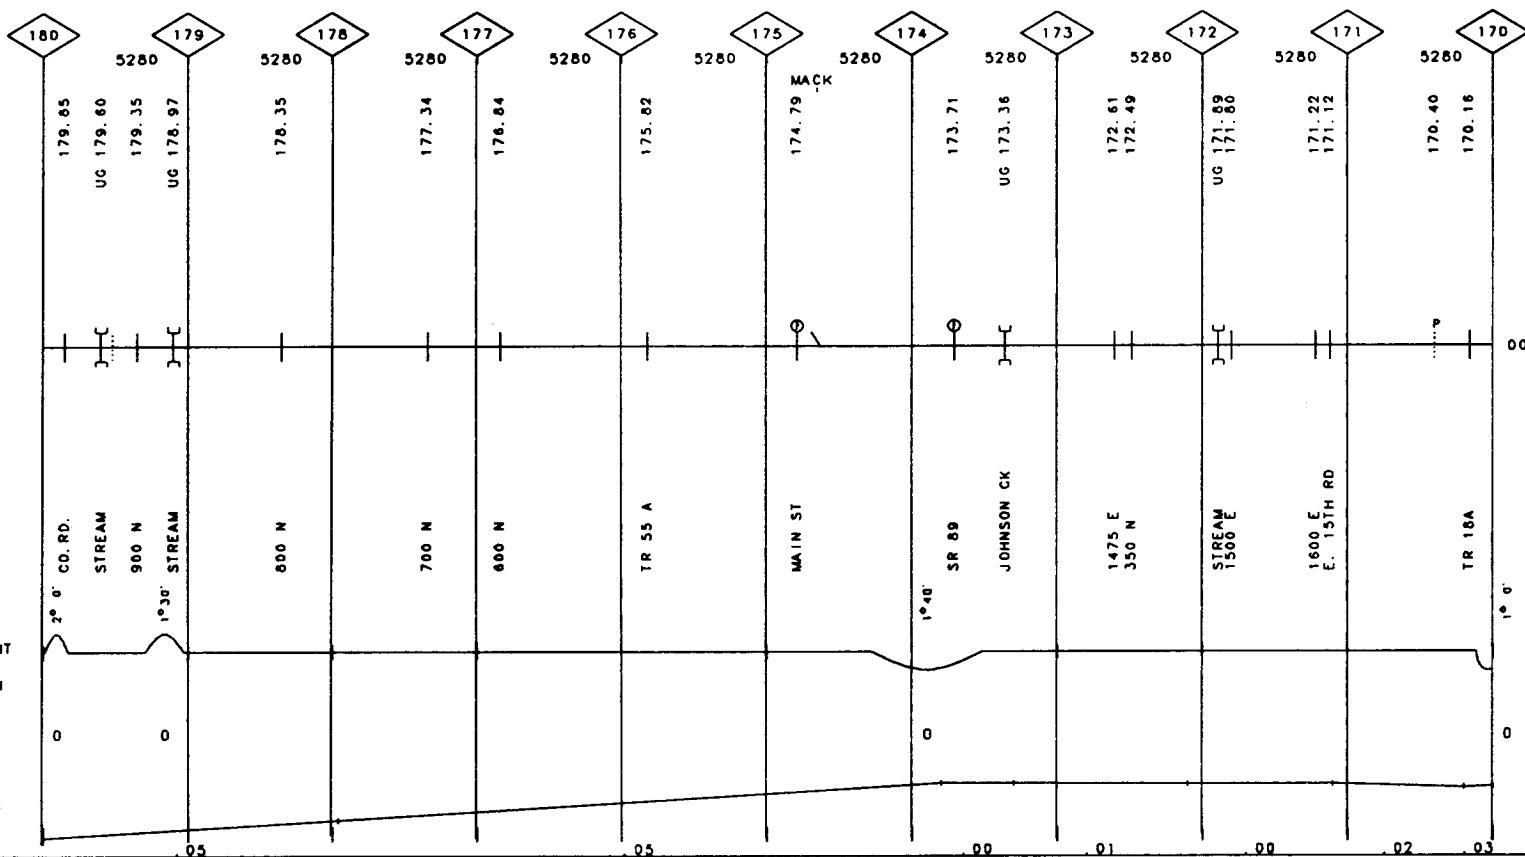 180 179 178 177 176 175 174 173 172 171 170
5280 5280 5280 5280 5280 5280 5280 5280 5280 5280
MACK
179.85
UG 179.60
179.35
UG 178.97
178.35
177.34
176.84
175.82
174.79
173.71
UG 173.36
172.61
172.49
UG 171.89
171.80
171.22
171.12
170.40
170.16
P
00
CO. RD.
STREAM
900 N
STREAM
800 N
700 N
600 N
TR 55 A
MAIN ST
SR 89
JOHNSON CK
1475 E
350 N
STREAM
1500 E
1600 E
E. 15TH RD
TR 18A
2° 0'
1° 30'
1° 40'
1° 0'
0 0 0 0
.05 .05 .00 .01 .00 .02 .03